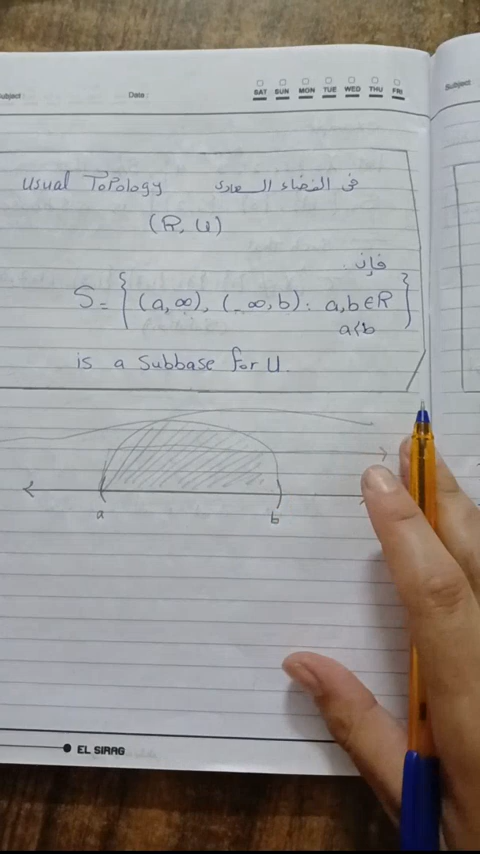 Subject :
Date :
SAT SUN MON TUE WED THU FRI
Subject
Usual Topology في الفضاء العادى
(R, U)
فإن:
S = { (a, ∞), (-∞, b) : a, b ∈ R
a < b }
is a Subbase for U.
a b
EL SIRAG